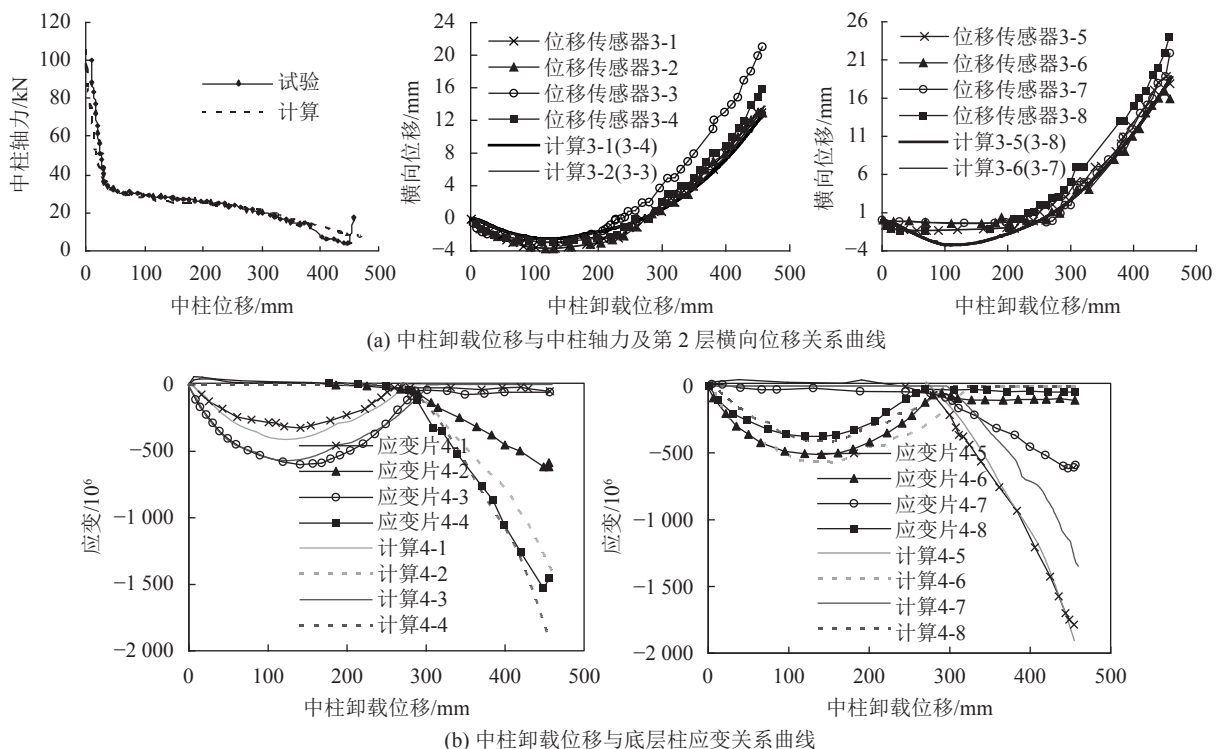 120
100
80
60
40
20
0
中柱轴力/kN
试验
计算
0 100 200 300 400 500
中柱位移/mm
24
20
16
12
8
4
0
−4
横向位移/mm
位移传感器3-1
位移传感器3-2
位移传感器3-3
位移传感器3-4
计算3-1(3-4)
计算3-2(3-3)
0 100 200 300 400 500
中柱卸载位移/mm
26
21
16
11
6
1
−4
横向位移/mm
位移传感器3-5
位移传感器3-6
位移传感器3-7
位移传感器3-8
计算3-5(3-8)
计算3-6(3-7)
0 100 200 300 400 500
中柱卸载位移/mm
(a) 中柱卸载位移与中柱轴力及第 2 层横向位移关系曲线
0
−500
−1 000
−1 500
−2 000
应变/10⁶
应变片4-1
应变片4-2
应变片4-3
应变片4-4
计算4-1
计算4-2
计算4-3
计算4-4
0 100 200 300 400 500
中柱卸载位移/mm
0
−500
−1 000
−1 500
−2 000
应变/10⁶
应变片4-5
应变片4-6
应变片4-7
应变片4-8
计算4-5
计算4-6
计算4-7
计算4-8
0 100 200 300 400 500
中柱卸载位移/mm
(b) 中柱卸载位移与底层柱应变关系曲线